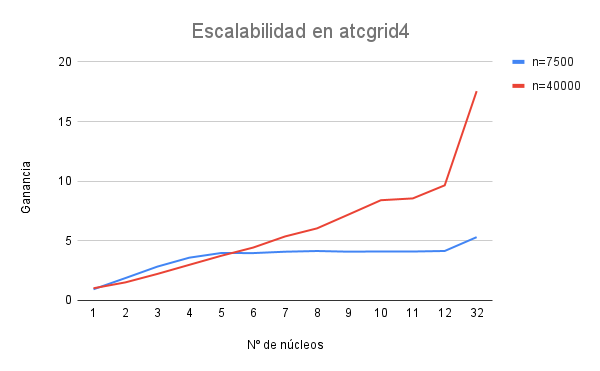 Escalabilidad en atcgrid4
n=7500
n=40000
Ganancia
20
15
10
5
0
1 2 3 4 5 6 7 8 9 10 11 12 32
Nº de núcleos